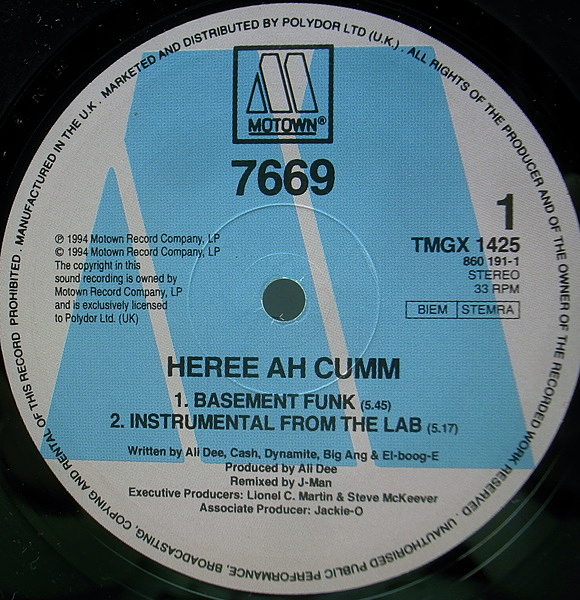 MANUFACTURED IN THE U.K. MARKETED AND DISTRIBUTED BY POLYDOR LTD (U.K.) . ALL RIGHTS OF THE PRODUCER AND OF THE OWNER OF THE RECORDED WORK RESERVED . UNAUTHORISED PUBLIC PERFORMANCE, BROADCASTING, COPYING AND RENTAL OF THIS RECORD PROHIBITED .
MOTOWN®
7669
1
TMGX 1425
860 191-1
STEREO
33 RPM
BIEM STEMRA
℗ 1994 Motown Record Company, LP
© 1994 Motown Record Company, LP
The copyright in this
sound recording is owned by
Motown Record Company, LP
and is exclusively licensed
to Polydor Ltd. (UK)
HEREE AH CUMM
1. BASEMENT FUNK (5.45)
2. INSTRUMENTAL FROM THE LAB (5.17)
Written by Ali Dee, Cash, Dynamite, Big Ang & El-boog-E
Produced by Ali Dee
Remixed by J-Man
Executive Producers: Lionel C. Martin & Steve McKeever
Associate Producer: Jackie-O